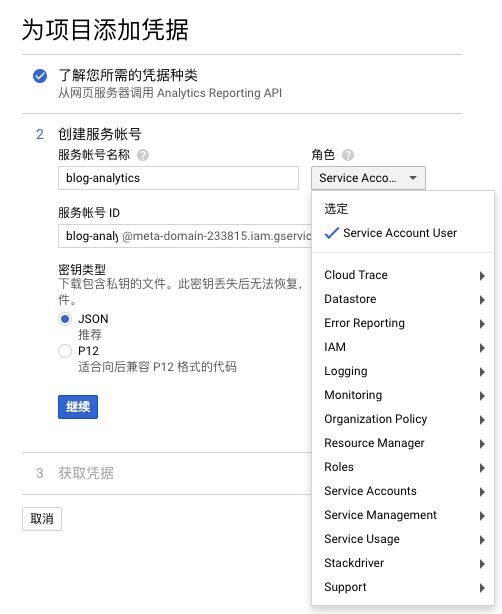 为项目添加凭据
了解您所需的凭据种类
从网页服务器调用 Analytics Reporting API
2 创建服务帐号
服务帐号名称 ? 角色 ?
blog-analytics Service Acco...
选定
Service Account User
服务帐号 ID
blog-analy @meta-domain-233815.iam.gservic
密钥类型
下载包含私钥的文件。此密钥丢失后无法恢复，
件。
JSON
推荐
P12
适合向后兼容 P12 格式的代码
继续
Cloud Trace
Datastore
Error Reporting
IAM
Logging
Monitoring
Organization Policy
Resource Manager
Roles
Service Accounts
Service Management
Service Usage
Stackdriver
Support
3 获取凭据
取消